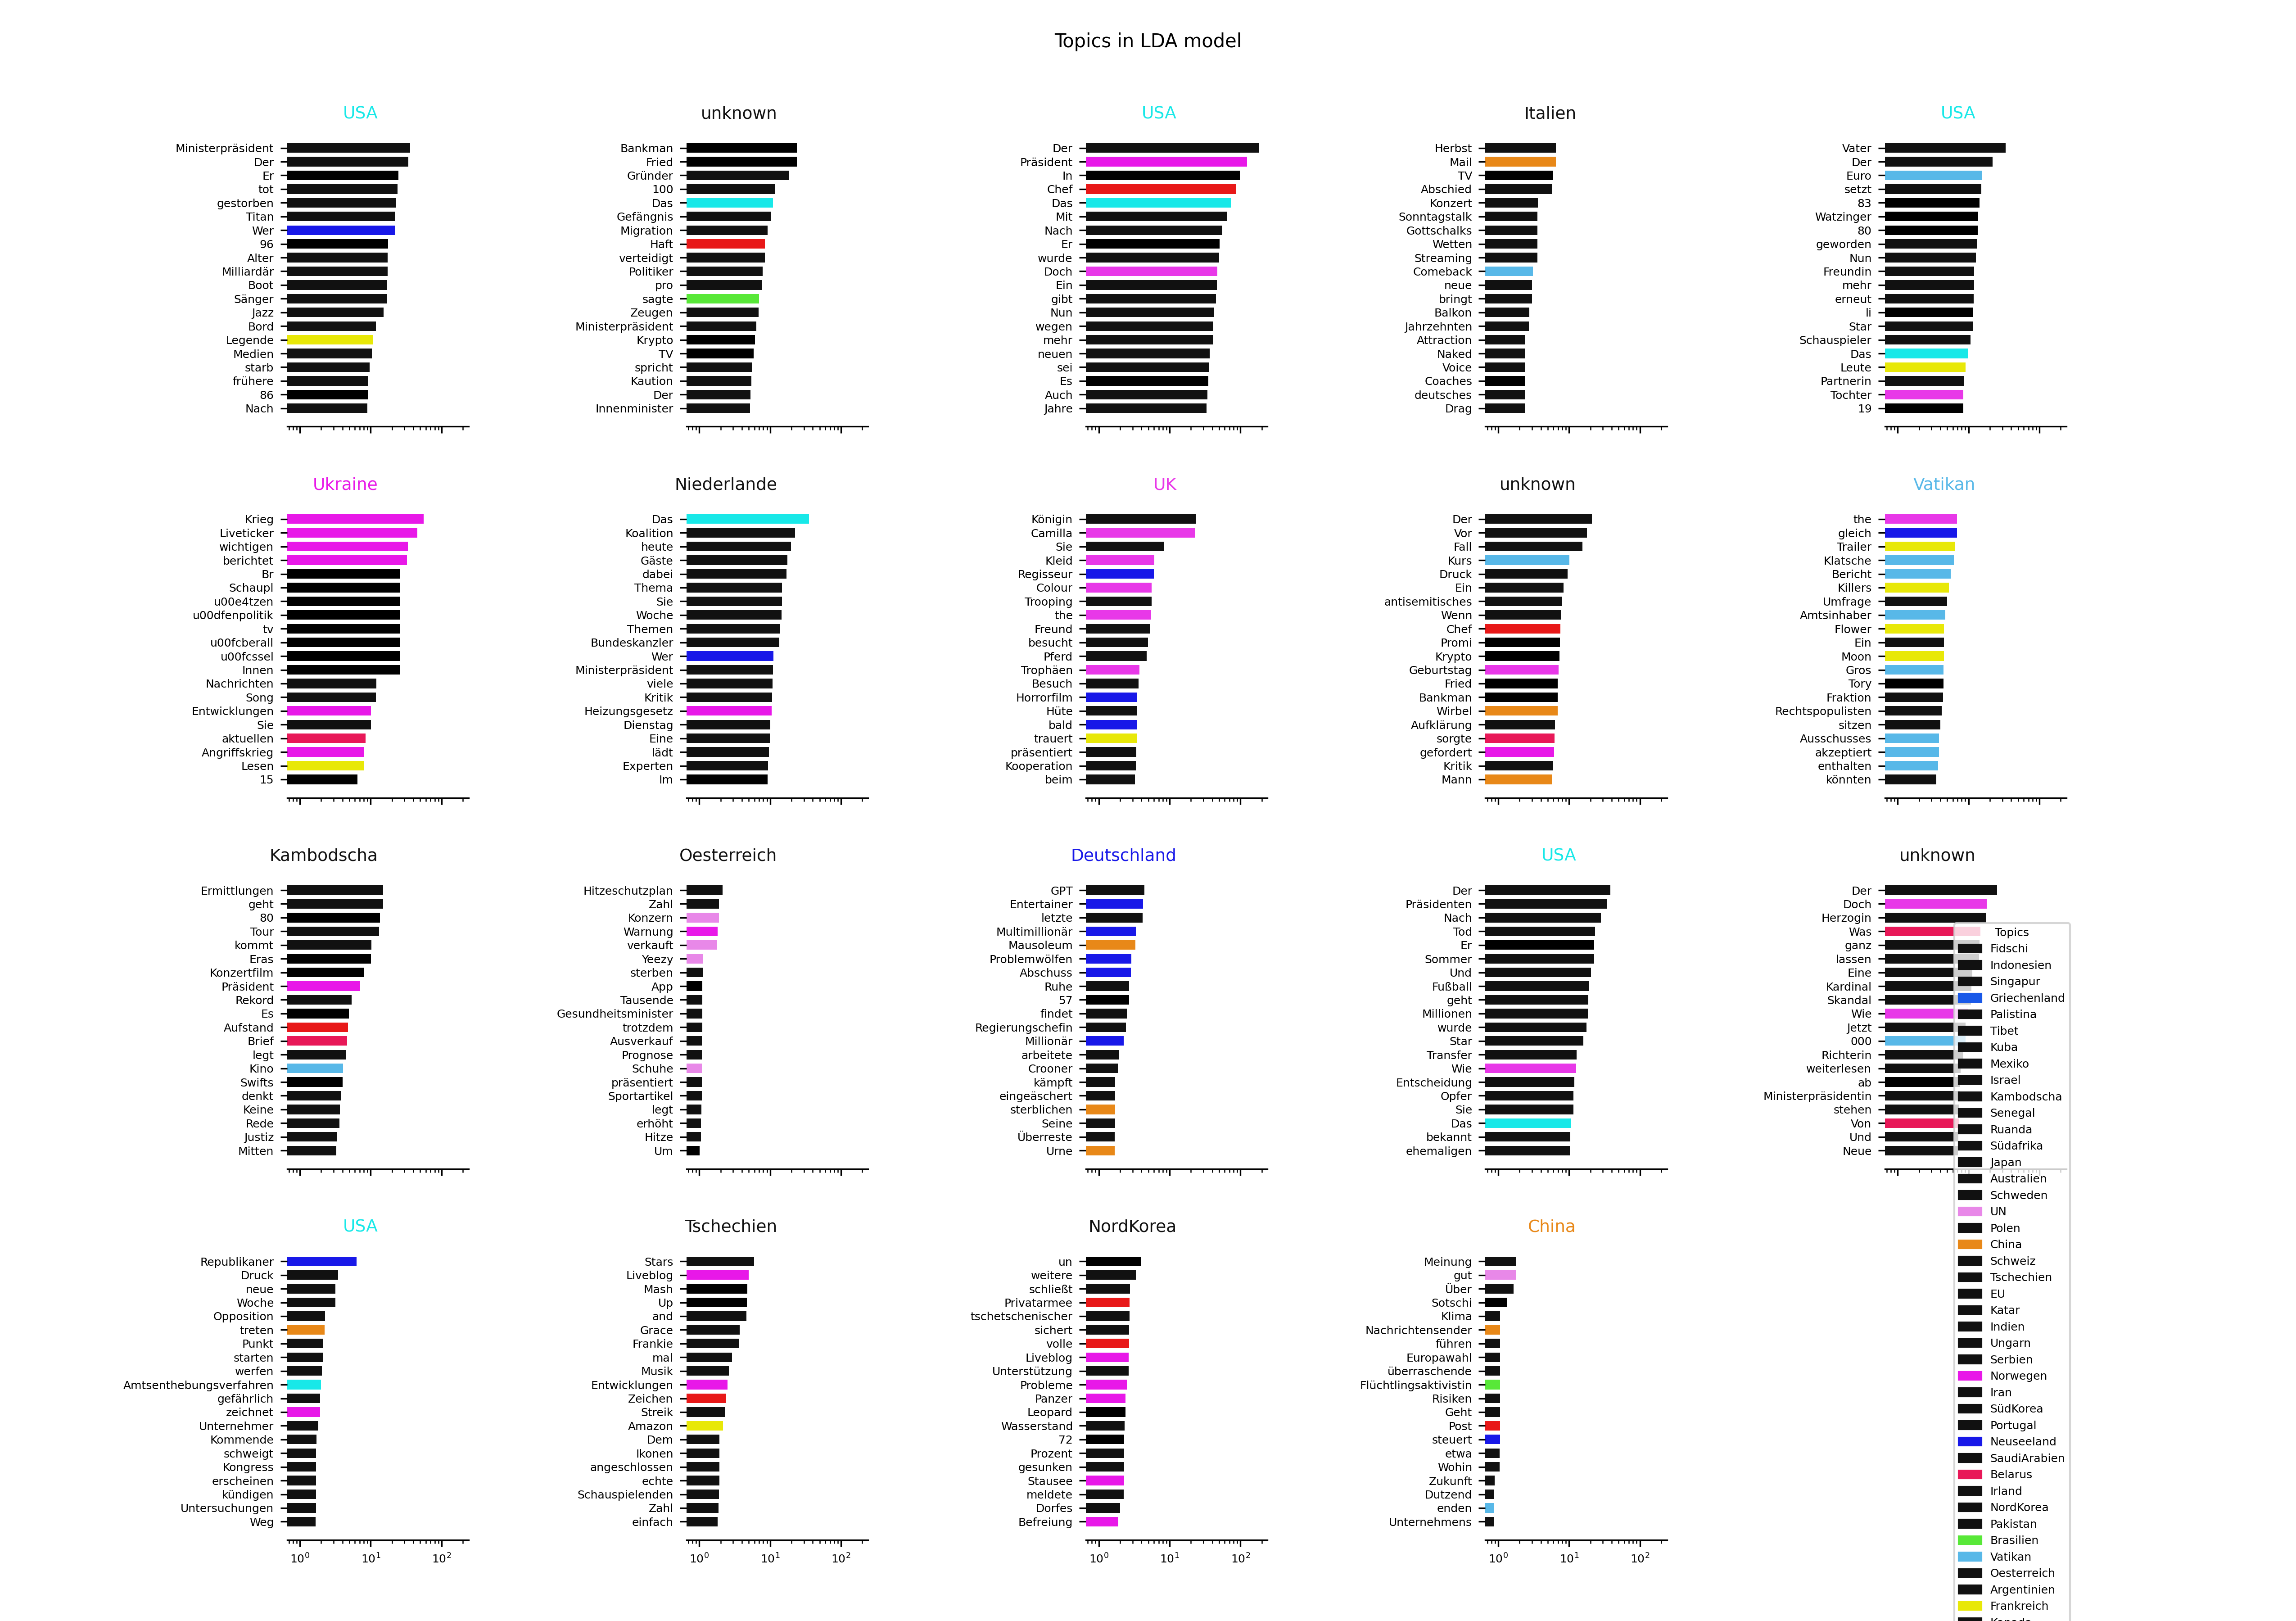 Topics in LDA model
USA
Ministerpräsident
Der
Er
tot
gestorben
Titan
Wer
96
Alter
Milliardär
Boot
Sänger
Jazz
Bord
Legende
Medien
starb
frühere
86
Nach
unknown
Bankman
Fried
Gründer
100
Das
Gefängnis
Migration
Haft
verteidigt
Politiker
pro
sagte
Zeugen
Ministerpräsident
Krypto
TV
spricht
Kaution
Der
Innenminister
USA
Der
Präsident
In
Chef
Das
Mit
Nach
Er
wurde
Doch
Ein
gibt
Nun
wegen
mehr
neuen
sei
Es
Auch
Jahre
Italien
Herbst
Mail
TV
Abschied
Konzert
Sonntagstalk
Gottschalks
Wetten
Streaming
Comeback
neue
bringt
Balkon
Jahrzehnten
Attraction
Naked
Voice
Coaches
deutsches
Drag
USA
Vater
Der
Euro
setzt
83
Watzinger
80
geworden
Nun
Freundin
mehr
erneut
li
Star
Schauspieler
Das
Leute
Partnerin
Tochter
19
Ukraine
Krieg
Liveticker
wichtigen
berichtet
Br
Schaupl
u00e4tzen
u00dfenpolitik
tv
u00fcberall
u00fcssel
Innen
Nachrichten
Song
Entwicklungen
Sie
aktuellen
Angriffskrieg
Lesen
15
Niederlande
Das
Koalition
heute
Gäste
dabei
Thema
Sie
Woche
Themen
Bundeskanzler
Wer
Ministerpräsident
viele
Kritik
Heizungsgesetz
Dienstag
Eine
lädt
Experten
Im
UK
Königin
Camilla
Sie
Kleid
Regisseur
Colour
Trooping
the
Freund
besucht
Pferd
Trophäen
Besuch
Horrorfilm
Hüte
bald
trauert
präsentiert
Kooperation
beim
unknown
Der
Vor
Fall
Kurs
Druck
Ein
antisemitisches
Wenn
Chef
Promi
Krypto
Geburtstag
Fried
Bankman
Wirbel
Aufklärung
sorgte
gefordert
Kritik
Mann
Vatikan
the
gleich
Trailer
Klatsche
Bericht
Killers
Umfrage
Amtsinhaber
Flower
Ein
Moon
Gros
Tory
Fraktion
Rechtspopulisten
sitzen
Ausschusses
akzeptiert
enthalten
könnten
Kambodscha
Ermittlungen
geht
80
Tour
kommt
Eras
Konzertfilm
Präsident
Rekord
Es
Aufstand
Brief
legt
Kino
Swifts
denkt
Keine
Rede
Justiz
Mitten
Oesterreich
Hitzeschutzplan
Zahl
Konzern
Warnung
verkauft
Yeezy
sterben
App
Tausende
Gesundheitsminister
trotzdem
Ausverkauf
Prognose
Schuhe
präsentiert
Sportartikel
legt
erhöht
Hitze
Um
Deutschland
GPT
Entertainer
letzte
Multimillionär
Mausoleum
Problemwölfen
Abschuss
Ruhe
57
findet
Regierungschefin
Millionär
arbeitete
Crooner
kämpft
eingeäschert
sterblichen
Seine
Überreste
Urne
USA
Der
Präsidenten
Nach
Tod
Er
Sommer
Und
Fußball
geht
Millionen
wurde
Star
Transfer
Wie
Entscheidung
Opfer
Sie
Das
bekannt
ehemaligen
unknown
Der
Doch
Herzogin
Was
ganz
lassen
Eine
Kardinal
Skandal
Wie
Jetzt
000
Richterin
weiterlesen
ab
Ministerpräsidentin
stehen
Von
Und
Neue
USA
Republikaner
Druck
neue
Woche
Opposition
treten
Punkt
starten
werfen
Amtsenthebungsverfahren
gefährlich
zeichnet
Unternehmer
Kommende
schweigt
Kongress
erscheinen
kündigen
Untersuchungen
Weg
10⁰ 10¹ 10²
Tschechien
Stars
Liveblog
Mash
Up
and
Grace
Frankie
mal
Musik
Entwicklungen
Zeichen
Streik
Amazon
Dem
Ikonen
angeschlossen
echte
Schauspielenden
Zahl
einfach
10⁰ 10¹ 10²
NordKorea
un
weitere
schließt
Privatarmee
tschetschenischer
sichert
volle
Liveblog
Unterstützung
Probleme
Panzer
Leopard
Wasserstand
72
Prozent
gesunken
Stausee
meldete
Dorfes
Befreiung
10⁰ 10¹ 10²
China
Meinung
gut
Über
Sotschi
Klima
Nachrichtensender
führen
Europawahl
überraschende
Flüchtlingsaktivistin
Risiken
Geht
Post
steuert
etwa
Wohin
Zukunft
Dutzend
enden
Unternehmens
10⁰ 10¹ 10²
Topics
Fidschi
Indonesien
Singapur
Griechenland
Palistina
Tibet
Kuba
Mexiko
Israel
Kambodscha
Senegal
Ruanda
Südafrika
Japan
Australien
Schweden
UN
Polen
China
Schweiz
Tschechien
EU
Katar
Indien
Ungarn
Serbien
Norwegen
Iran
SüdKorea
Portugal
Neuseeland
SaudiArabien
Belarus
Irland
NordKorea
Pakistan
Brasilien
Vatikan
Oesterreich
Argentinien
Frankreich